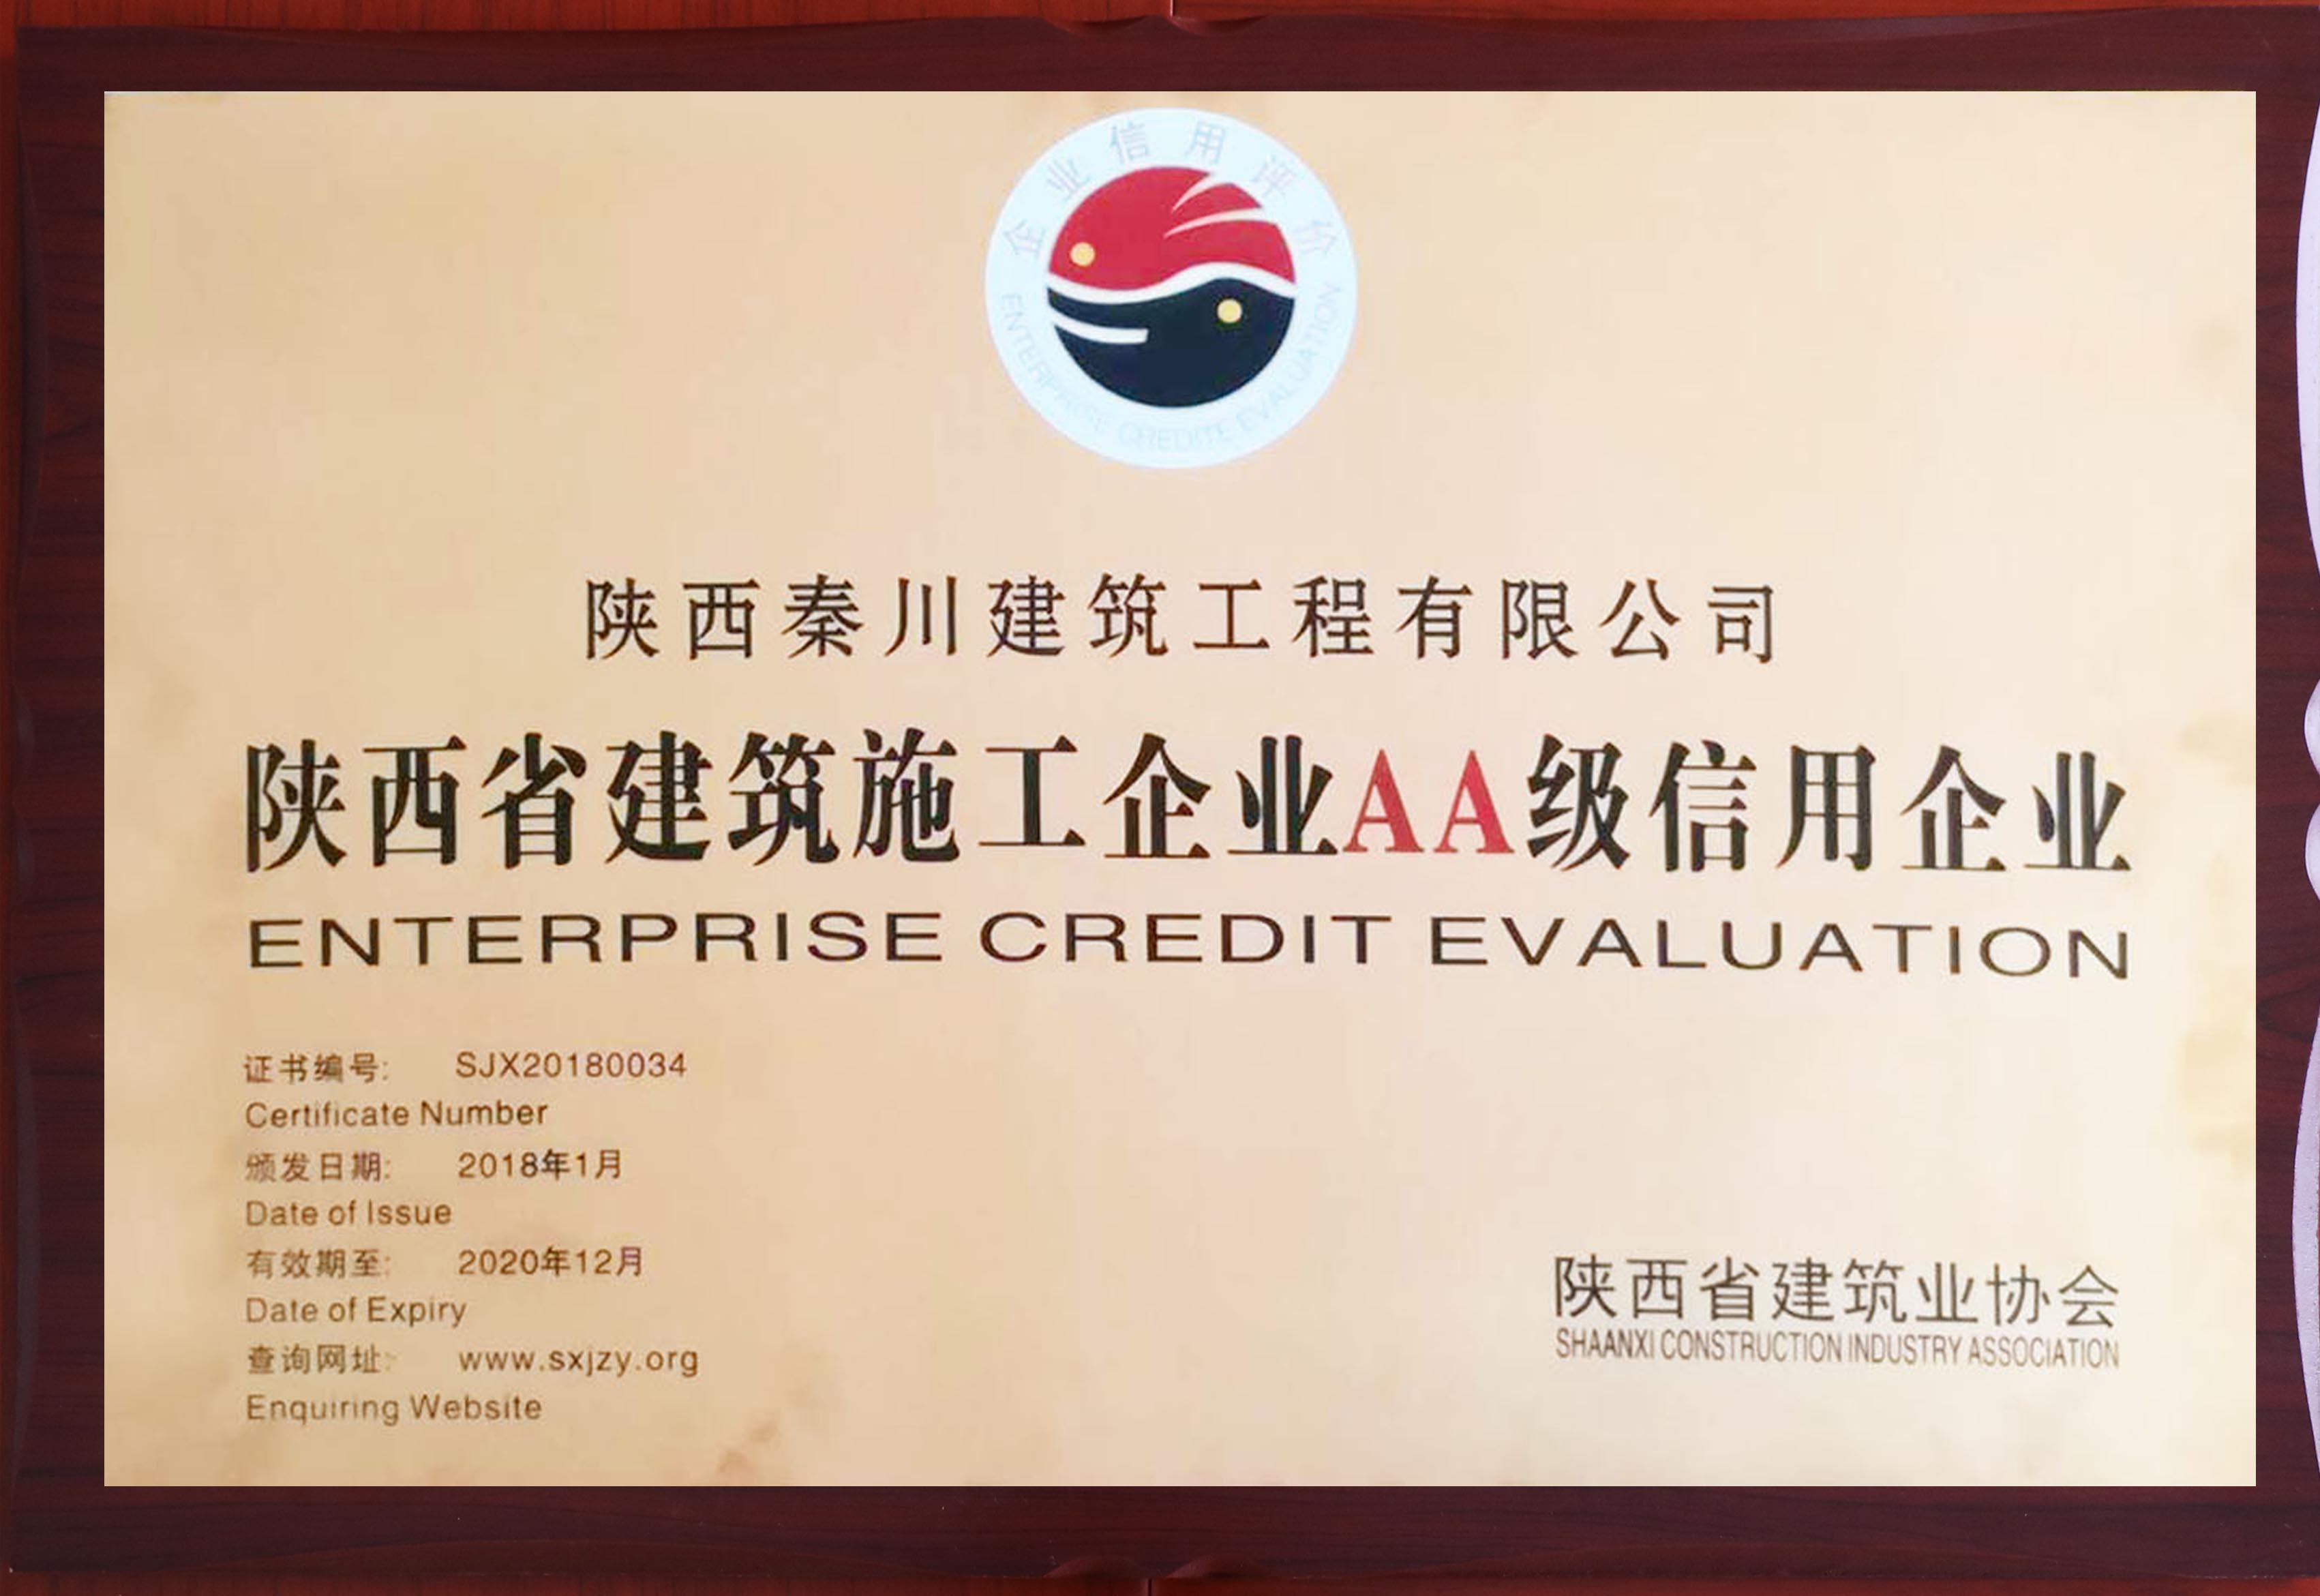 企业信用评价
ENTERPRISE CREDITE EVALUATION
陕西秦川建筑工程有限公司
陕西省建筑施工企业AA级信用企业
ENTERPRISE CREDIT EVALUATION
证书编号: SJX20180034
Certificate Number
颁发日期: 2018年1月
Date of Issue
有效期至: 2020年12月
Date of Expiry
查询网址: www.sxjzy.org
Enquiring Website
陕西省建筑业协会
SHAANXI CONSTRUCTION INDUSTRY ASSOCIATION